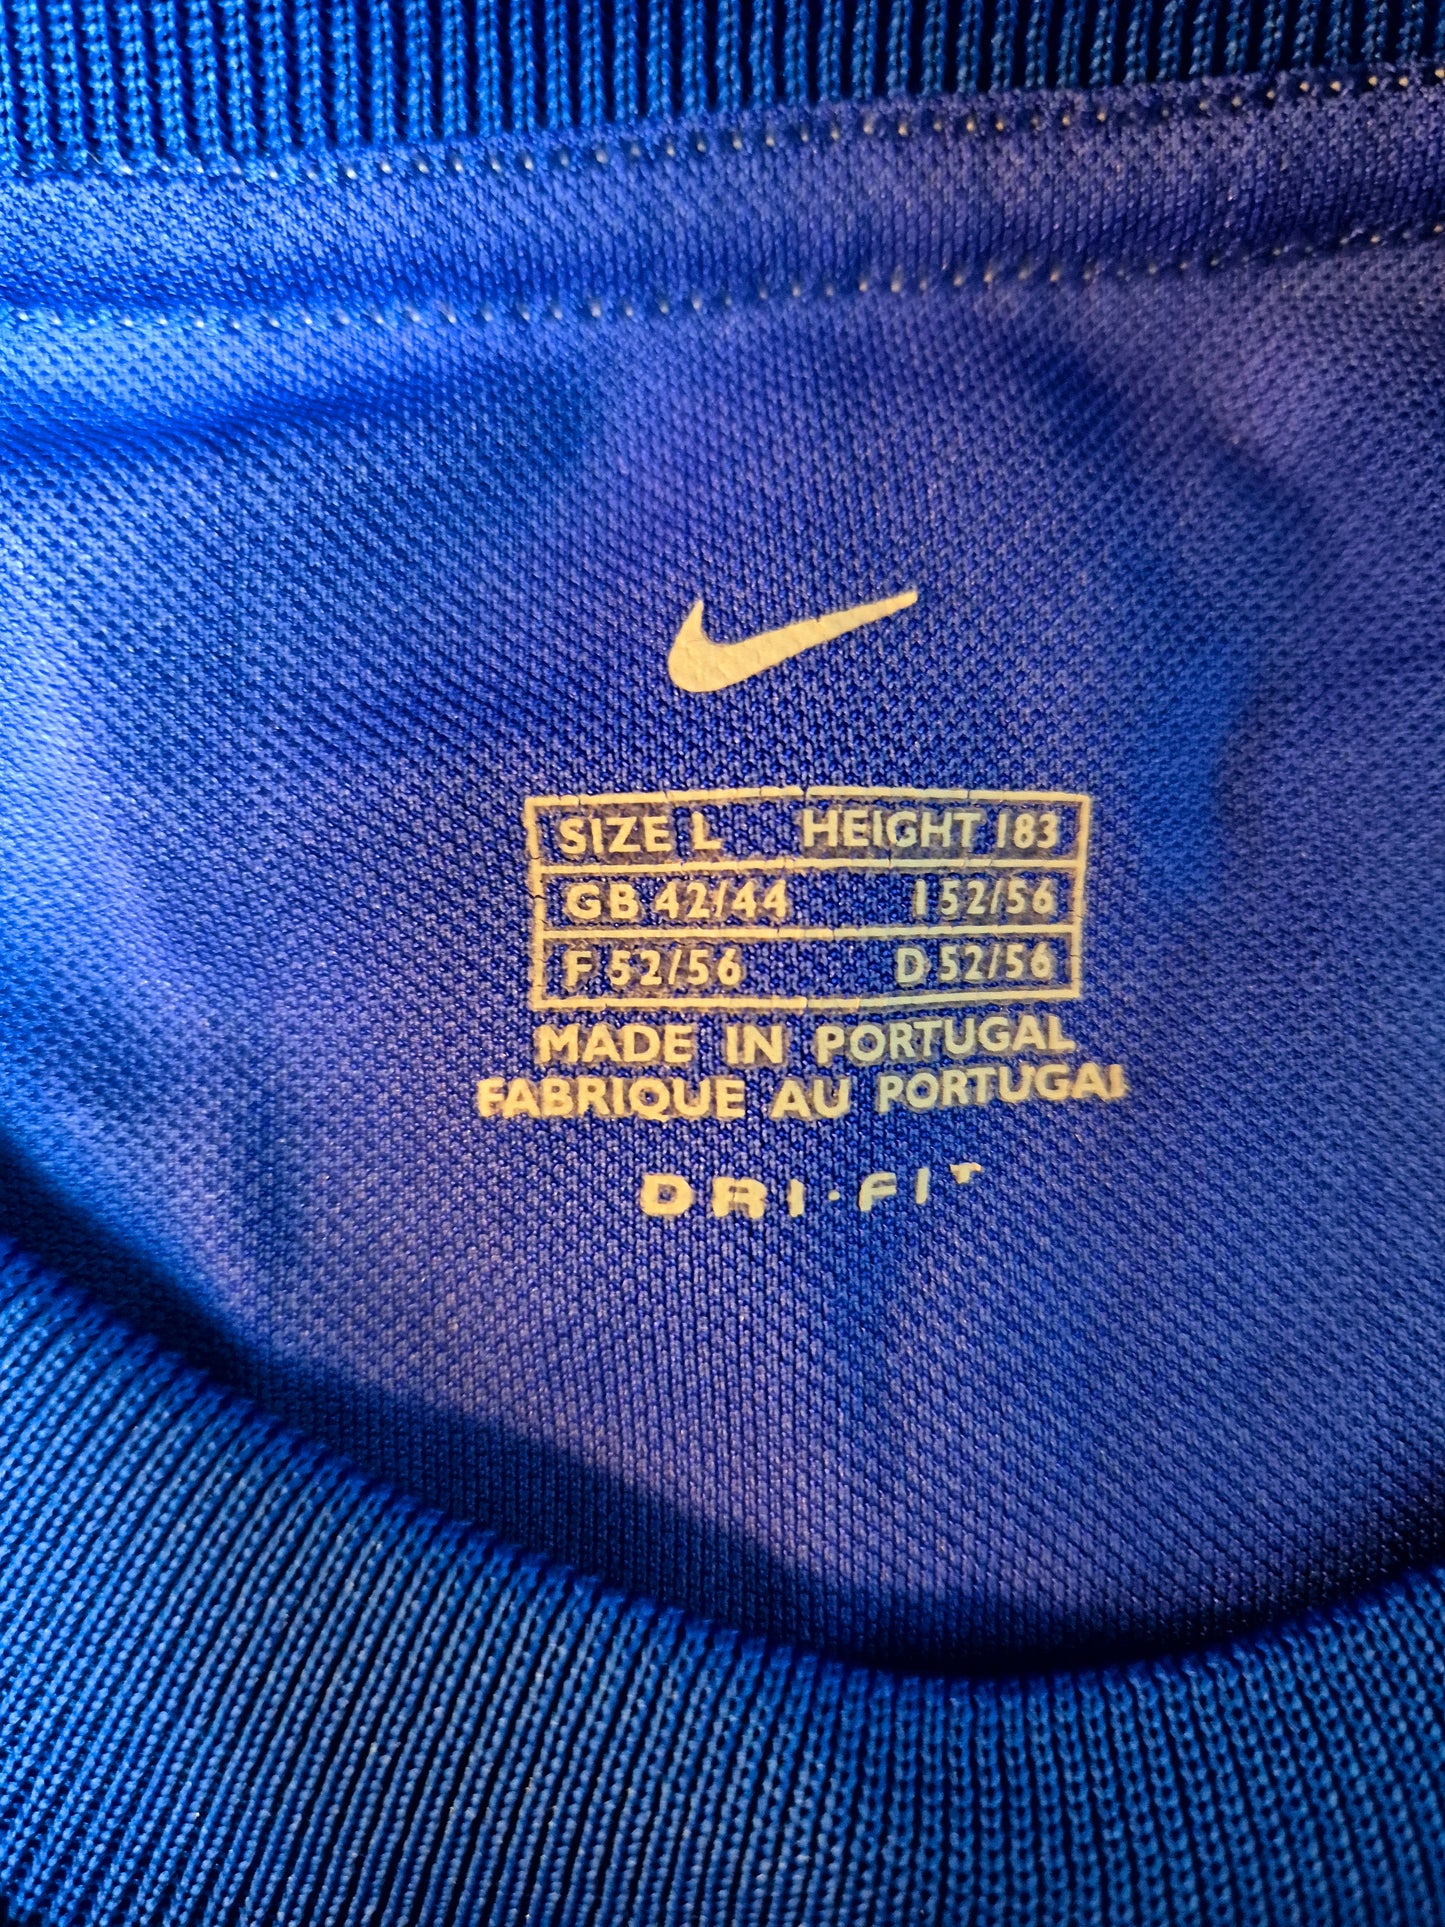 SIZE L HEIGHT 183
GB 42/44 I 52/56
F 52/56 D 52/56
MADE IN PORTUGAL
FABRIQUE AU PORTUGAL
DRI·FIT